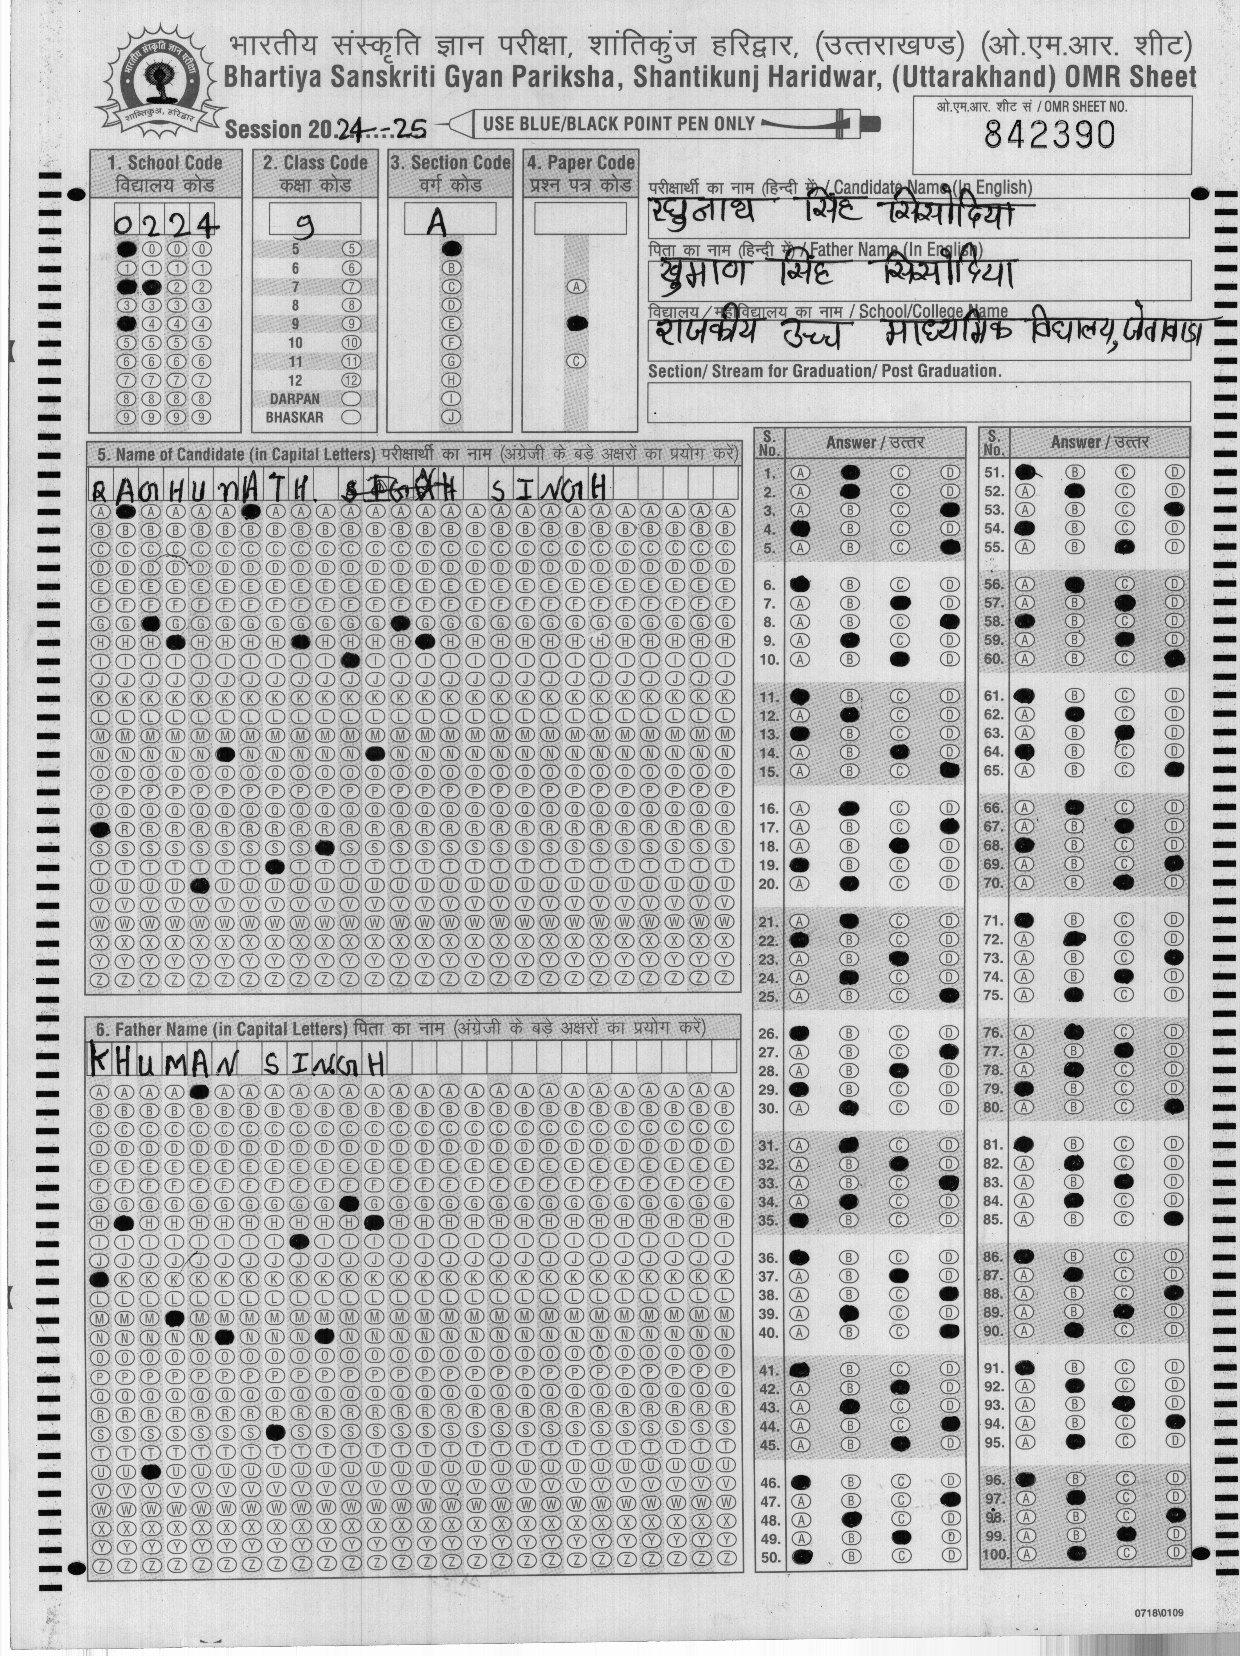 भारतीय संस्कृति ज्ञान परीक्षा, शांतिकुंज हरिद्वार, (उत्तराखण्ड) (ओ.एम.आर. शीट)
Bhartiya Sanskriti Gyan Pariksha, Shantikunj Haridwar, (Uttarakhand) OMR Sheet
Session 2024-25
USE BLUE/BLACK POINT PEN ONLY
ओ.एम.आर. शीट सं / OMR SHEET NO.
842390
1. School Code
विद्यालय कोड
0224
2. Class Code
कक्षा कोड
9
3. Section Code
वर्ग कोड
A
4. Paper Code
प्रश्न पत्र कोड
परीक्षार्थी का नाम (हिन्दी में) / Candidate Name (In English)
रघुनाथ सिंह सिसोदिया
पिता का नाम (हिन्दी में) / Father Name (In English)
खुमाण सिंह सिसोदिया
विद्यालय / महाविद्यालय का नाम / School/College Name
राजकीय उच्च माध्यमिक विद्यालय, जेतावाडा
Section/ Stream for Graduation/ Post Graduation.
5
6
7
8
9
10
11
12
DARPAN
BHASKAR
5. Name of Candidate (in Capital Letters) परीक्षार्थी का नाम (अंग्रेजी के बड़े अक्षरों का प्रयोग करें)
RAGHUNATH SINGH
6. Father Name (in Capital Letters) पिता का नाम (अंग्रेजी के बड़े अक्षरों का प्रयोग करें)
KHUMAN SINGH
S. No. Answer / उत्तर
S. No. Answer / उत्तर
0718\0109